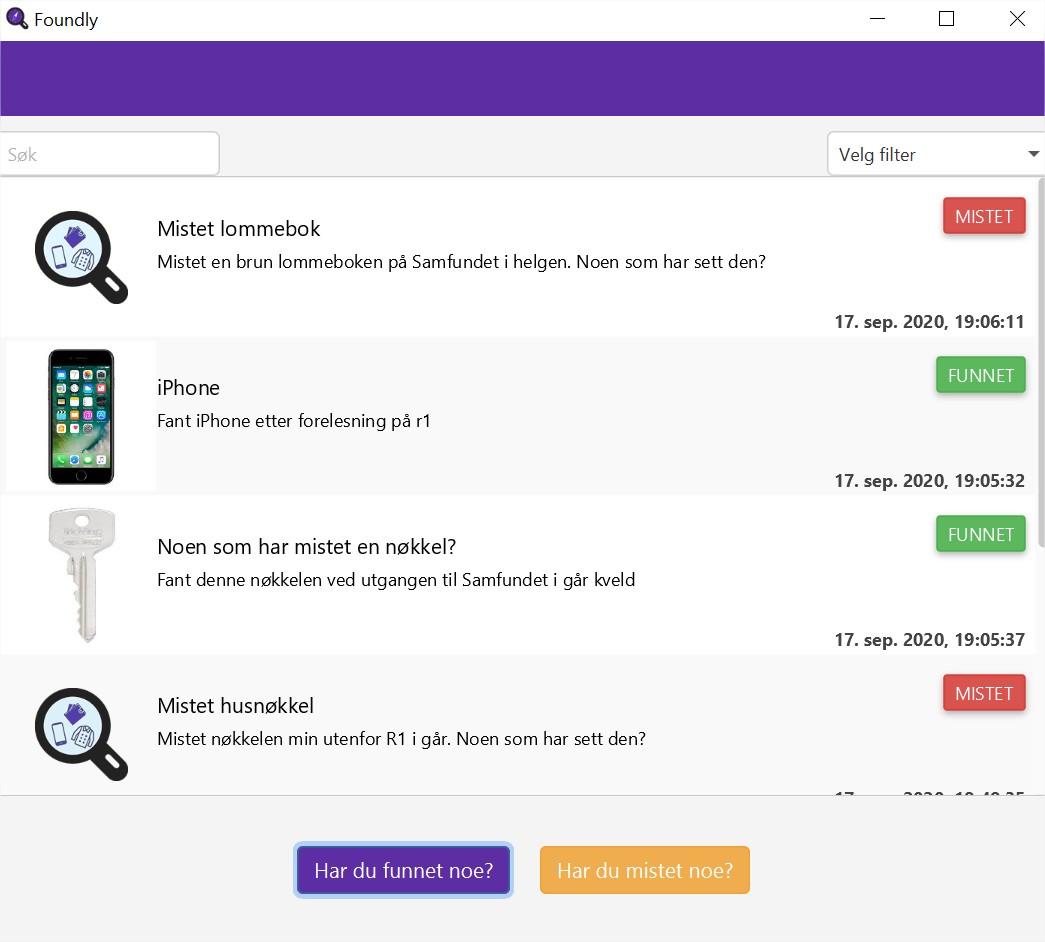 Foundly
Søk
Velg filter
Mistet lommebok
MISTET
Mistet en brun lommeboken på Samfundet i helgen. Noen som har sett den?
17. sep. 2020, 19:06:11
iPhone
FUNNET
Fant iPhone etter forelesning på r1
17. sep. 2020, 19:05:32
Noen som har mistet en nøkkel?
FUNNET
Fant denne nøkkelen ved utgangen til Samfundet i går kveld
17. sep. 2020, 19:05:37
Mistet husnøkkel
MISTET
Mistet nøkkelen min utenfor R1 i går. Noen som har sett den?
Har du funnet noe?
Har du mistet noe?